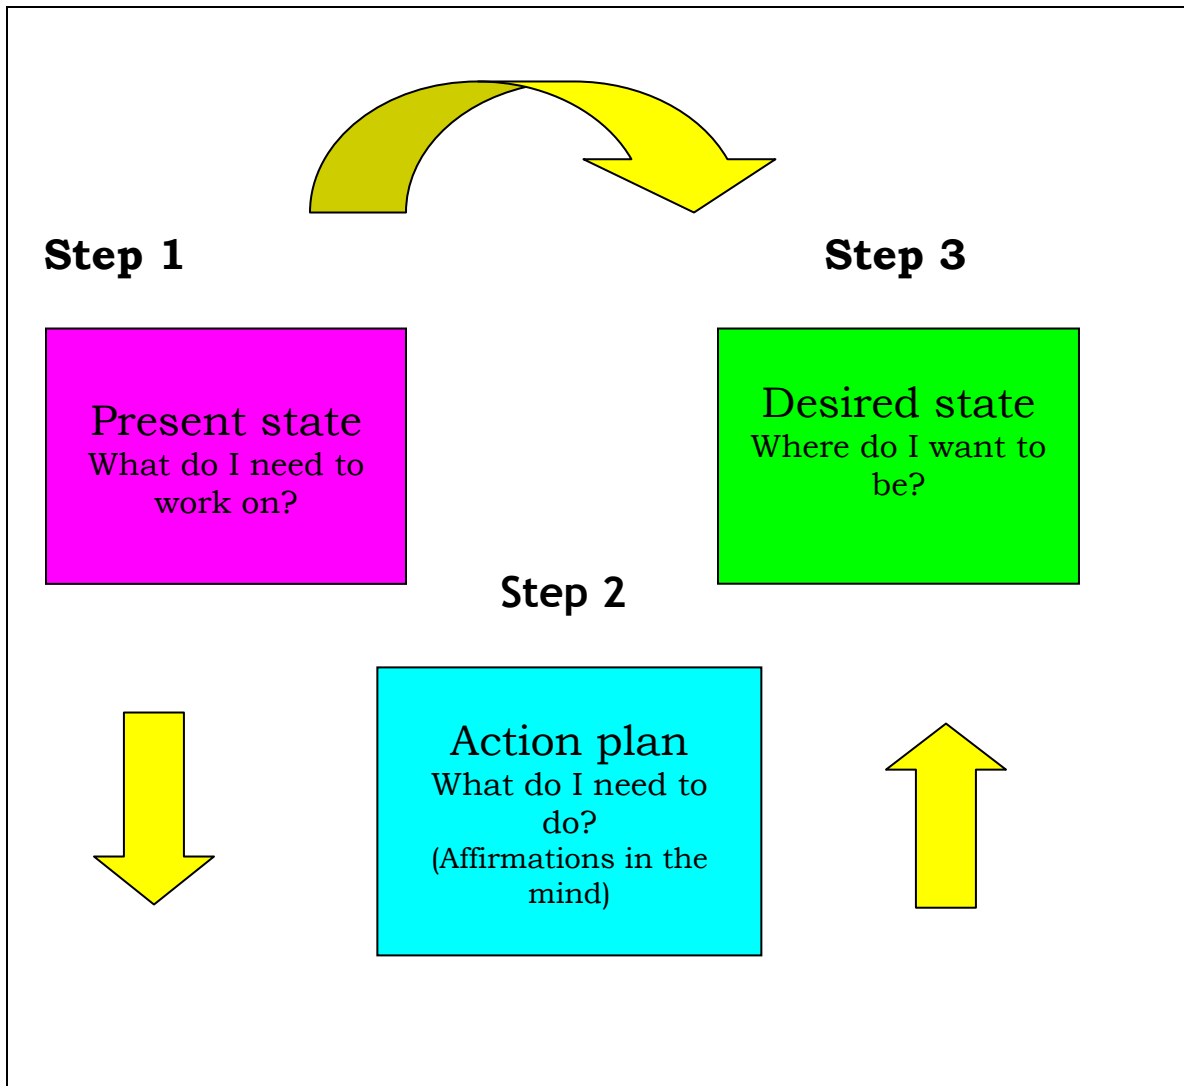 Step 1
Step 3
Present state
What do I need to
work on?
Desired state
Where do I want to
be?
Step 2
Action plan
What do I need to
do?
(Affirmations in the
mind)